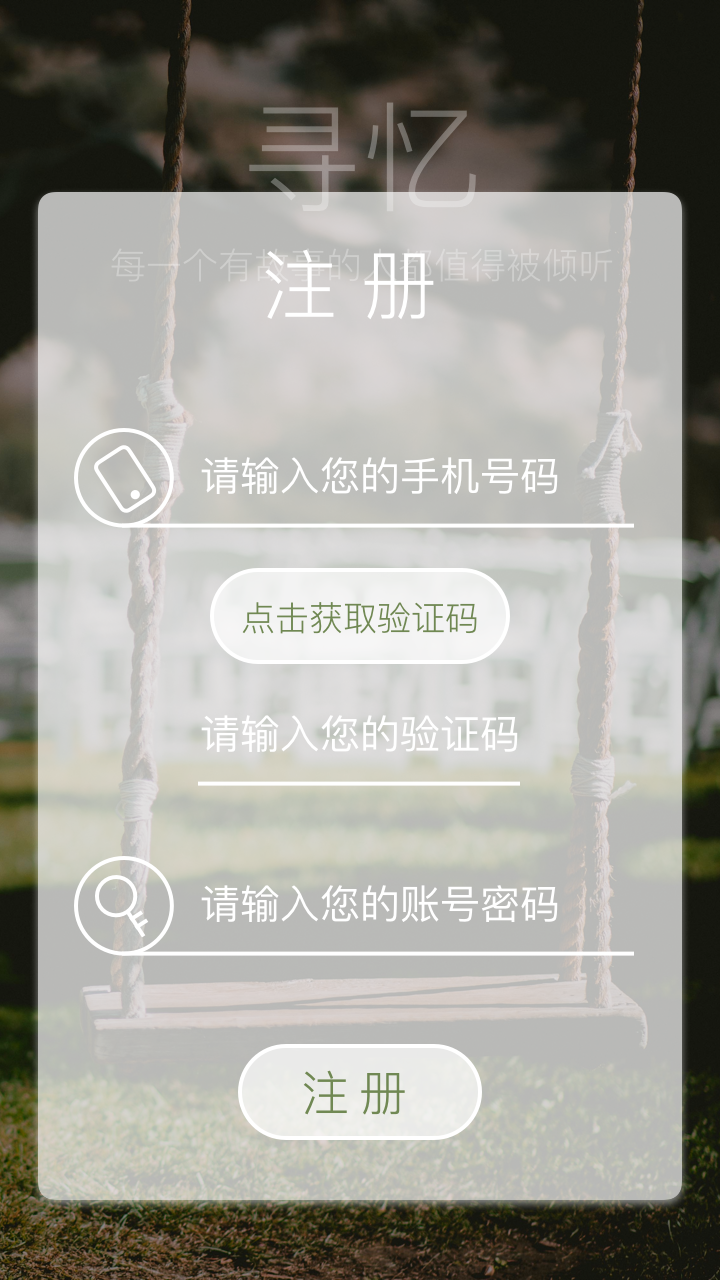 寻忆
每一个有故事的人都值得被倾听
注册
请输入您的手机号码
点击获取验证码
请输入您的验证码
请输入您的账号密码
注册